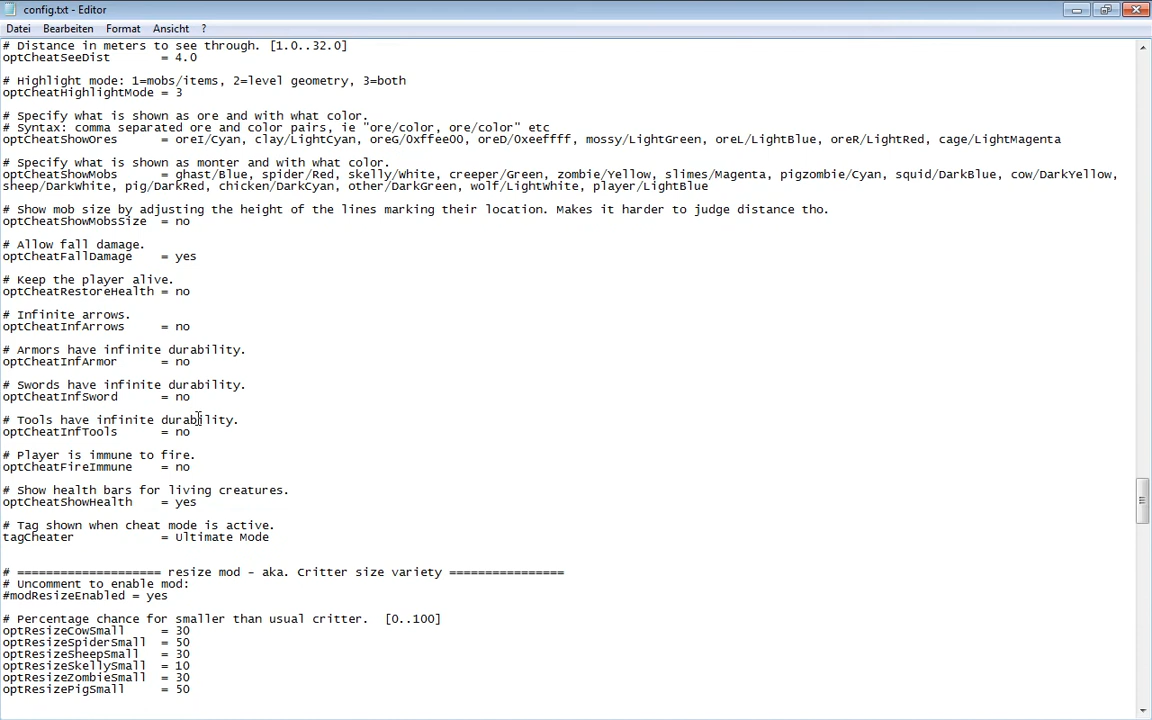 config.txt - Editor
Datei Bearbeiten Format Ansicht ?
# Distance in meters to see through. [1.0..32.0]
optCheatSeeDist = 4.0
# Highlight mode: 1=mobs/items, 2=level geometry, 3=both
optCheatHighlightMode = 3
# Specify what is shown as ore and with what color.
# Syntax: comma separated ore and color pairs, ie "ore/color, ore/color" etc
optCheatShowOres = oreI/Cyan, clay/LightCyan, oreG/0xffee00, oreD/0xeeffff, mossy/LightGreen, oreL/LightBlue, oreR/LightRed, cage/LightMagenta
# Specify what is shown as monter and with what color.
optCheatShowMobs = ghast/Blue, spider/Red, skelly/White, creeper/Green, zombie/Yellow, slimes/Magenta, pigzombie/Cyan, squid/DarkBlue, cow/DarkYellow,
sheep/DarkWhite, pig/DarkRed, chicken/DarkCyan, other/DarkGreen, wolf/LightWhite, player/LightBlue
# Show mob size by adjusting the height of the lines marking their location. Makes it harder to judge distance tho.
optCheatShowMobsSize = no
# Allow fall damage.
optCheatFallDamage = yes
# Keep the player alive.
optCheatRestoreHealth = no
# Infinite arrows.
optCheatInfArrows = no
# Armors have infinite durability.
optCheatInfArmor = no
# Swords have infinite durability.
optCheatInfSword = no
# Tools have infinite durability.
optCheatInfTools = no
# Player is immune to fire.
optCheatFireImmune = no
# Show health bars for living creatures.
optCheatShowHealth = yes
# Tag shown when cheat mode is active.
tagCheater = Ultimate Mode
# ==================== resize mod - aka. Critter size variety ================
# Uncomment to enable mod:
#modResizeEnabled = yes
# Percentage chance for smaller than usual critter. [0..100]
optResizeCowSmall = 30
optResizeSpiderSmall = 50
optResizeSheepSmall = 30
optResizeSkellySmall = 10
optResizeZombieSmall = 30
optResizePigSmall = 50